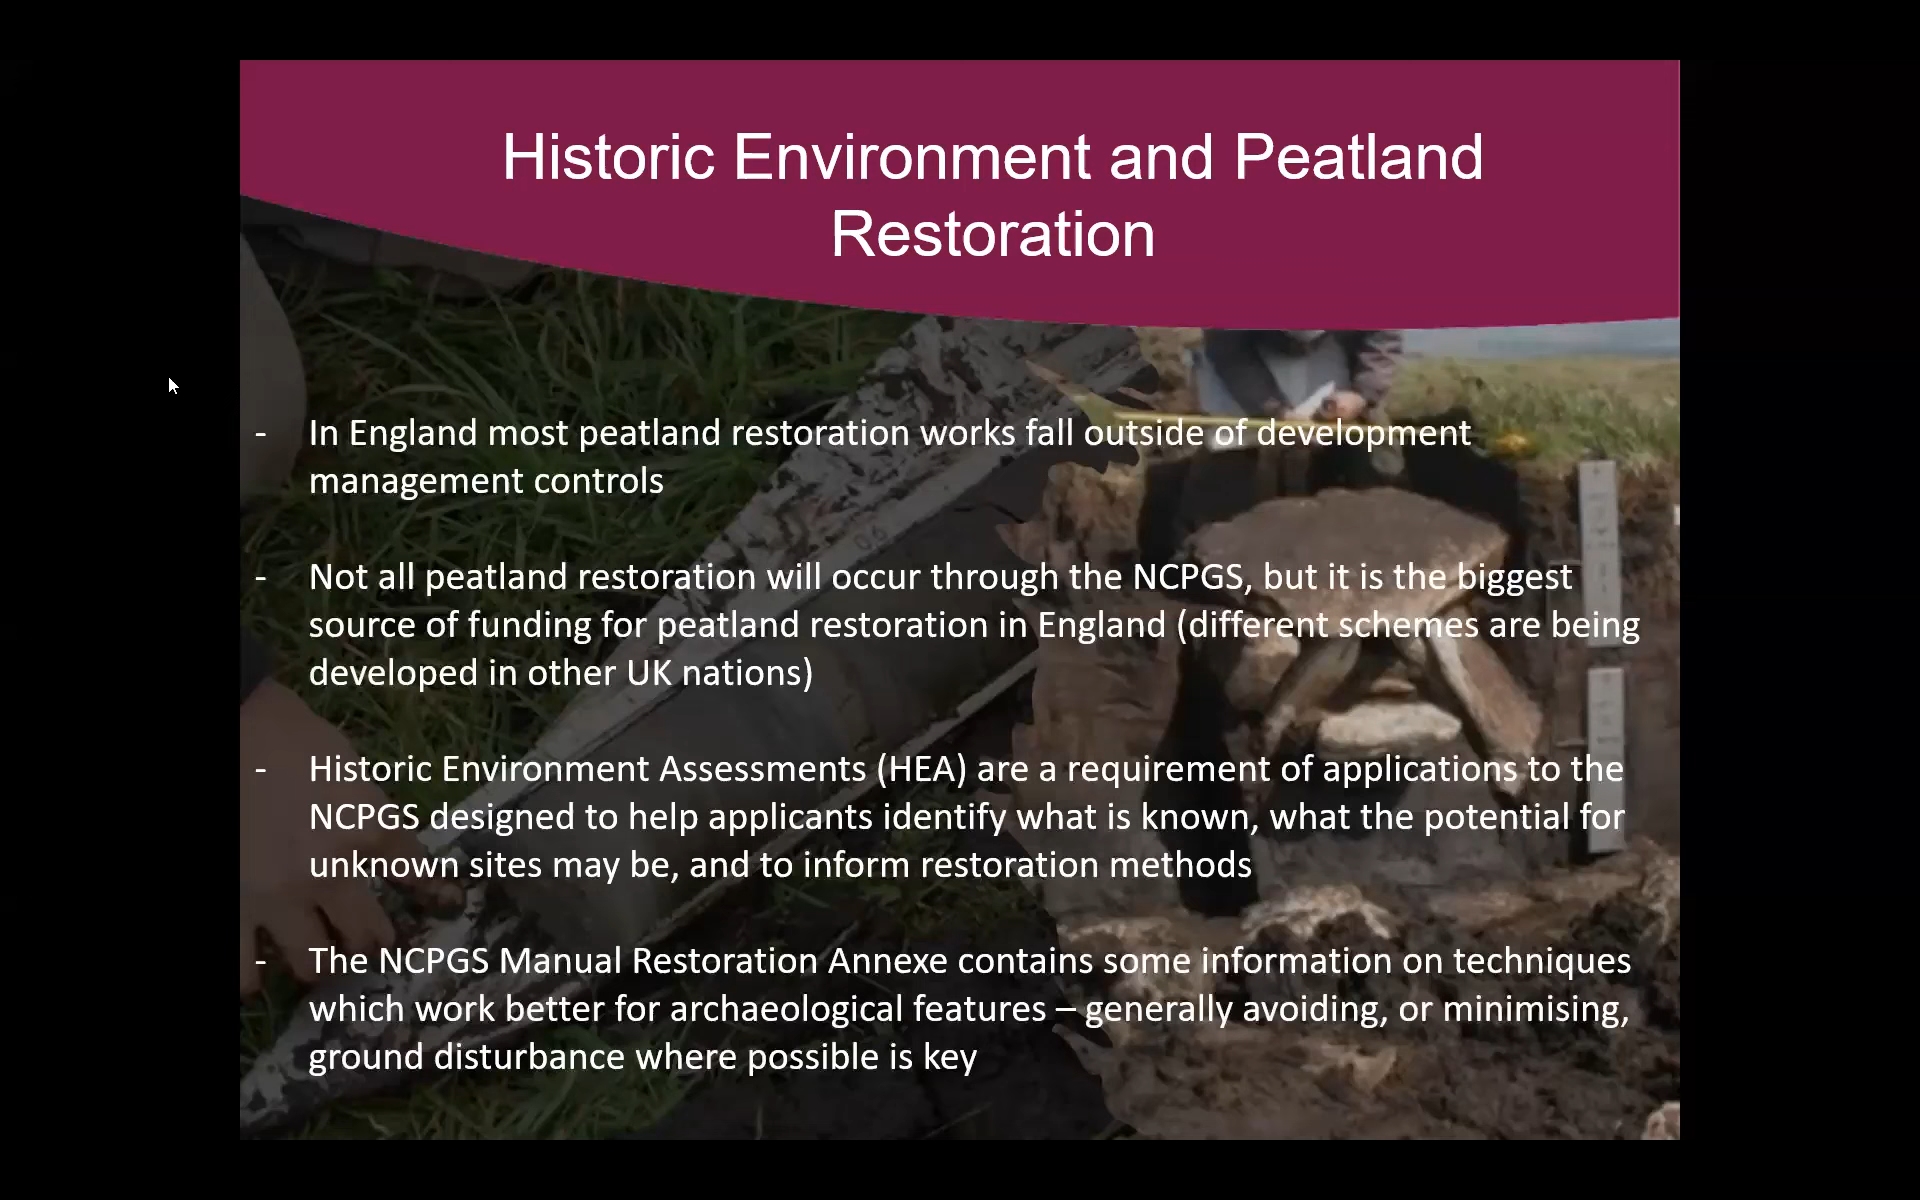 Historic Environment and Peatland
Restoration
- In England most peatland restoration works fall outside of development
management controls
- Not all peatland restoration will occur through the NCPGS, but it is the biggest
source of funding for peatland restoration in England (different schemes are being
developed in other UK nations)
- Historic Environment Assessments (HEA) are a requirement of applications to the
NCPGS designed to help applicants identify what is known, what the potential for
unknown sites may be, and to inform restoration methods
- The NCPGS Manual Restoration Annexe contains some information on techniques
which work better for archaeological features – generally avoiding, or minimising,
ground disturbance where possible is key